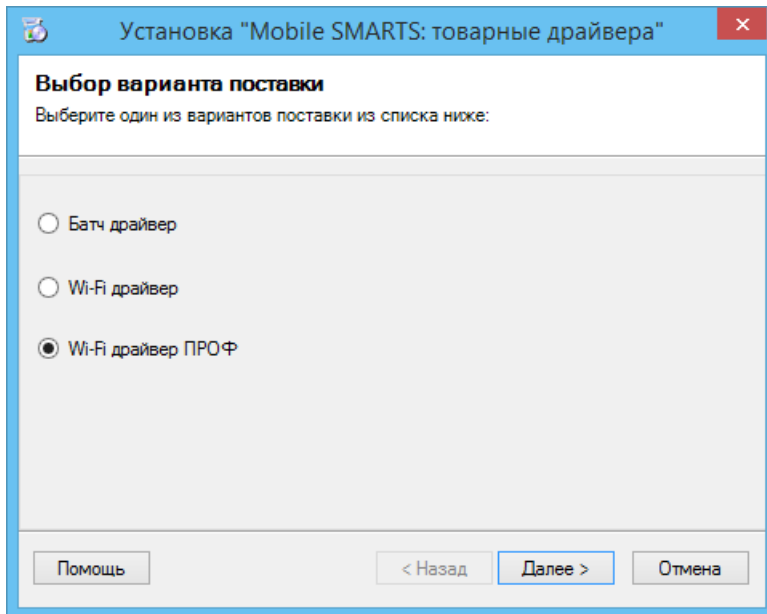 Установка "Mobile SMARTS: товарные драйвера"
Выбор варианта поставки
Выберите один из вариантов поставки из списка ниже:
Батч драйвер
Wi-Fi драйвер
Wi-Fi драйвер ПРОФ
Помощь
< Назад
Далее >
Отмена